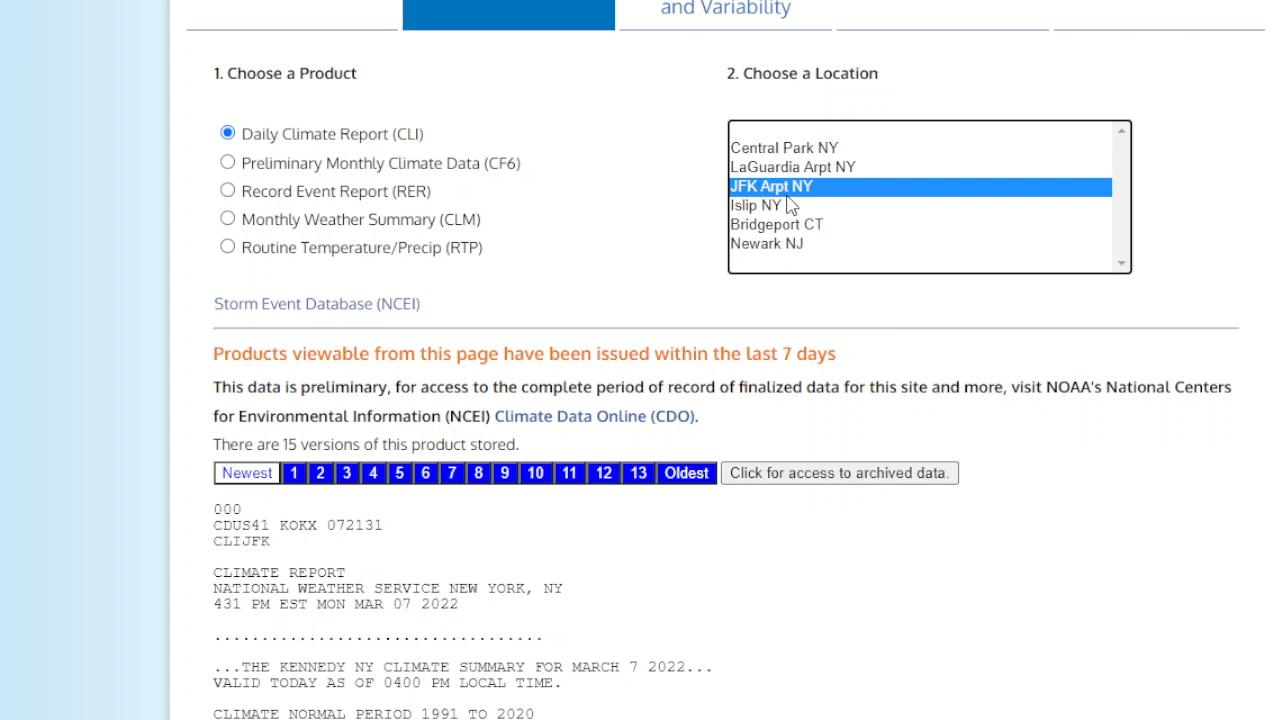 and Variability
1. Choose a Product
2. Choose a Location
Daily Climate Report (CLI)
Preliminary Monthly Climate Data (CF6)
Record Event Report (RER)
Monthly Weather Summary (CLM)
Routine Temperature/Precip (RTP)
Central Park NY
LaGuardia Arpt NY
JFK Arpt NY
Islip NY
Bridgeport CT
Newark NJ
Storm Event Database (NCEI)
Products viewable from this page have been issued within the last 7 days
This data is preliminary, for access to the complete period of record of finalized data for this site and more, visit NOAA's National Centers
for Environmental Information (NCEI) Climate Data Online (CDO).
There are 15 versions of this product stored.
Newest 1 2 3 4 5 6 7 8 9 10 11 12 13 Oldest Click for access to archived data.
000
CDUS41 KOKX 072131
CLIJFK
CLIMATE REPORT
NATIONAL WEATHER SERVICE NEW YORK, NY
431 PM EST MON MAR 07 2022
...................................
...THE KENNEDY NY CLIMATE SUMMARY FOR MARCH 7 2022...
VALID TODAY AS OF 0400 PM LOCAL TIME.
CLIMATE NORMAL PERIOD 1991 TO 2020